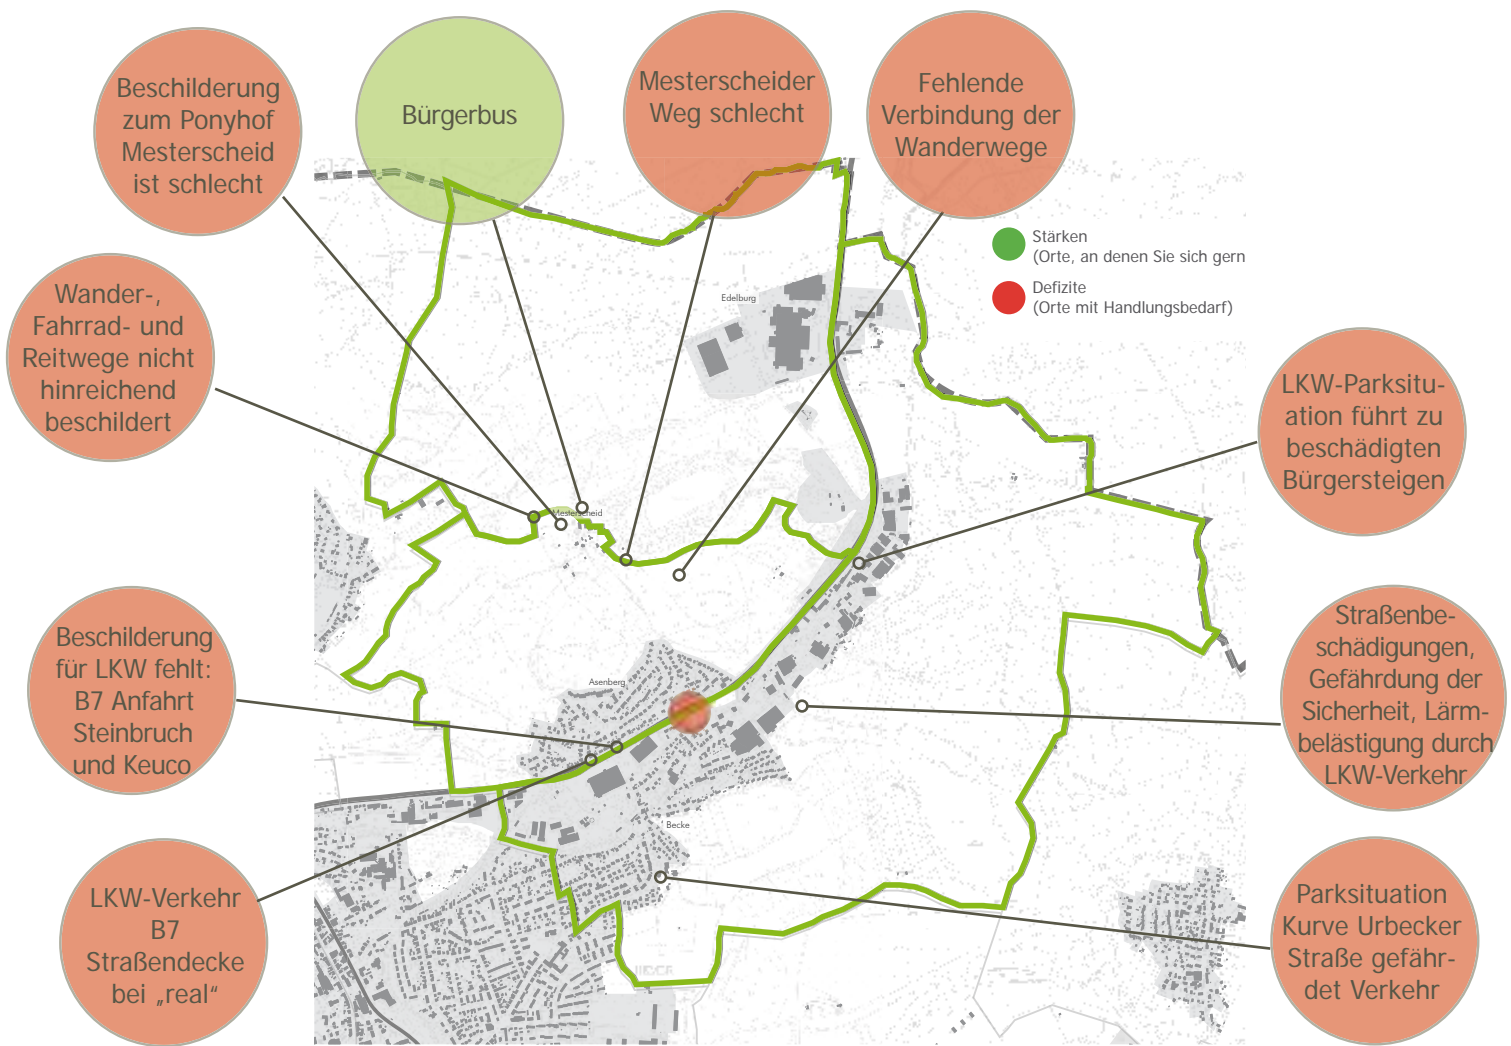 Beschilderung
zum Ponyhof
Mesterscheid
ist schlecht
Bürgerbus
Mesterscheider
Weg schlecht
Fehlende
Verbindung der
Wanderwege
Stärken
(Orte, an denen Sie sich gern
Defizite
(Orte mit Handlungsbedarf)
Wander-,
Fahrrad- und
Reitwege nicht
hinreichend
beschildert
Edelburg
LKW-Parksitu-
ation führt zu
beschädigten
Bürgersteigen
Mesterscheid
Beschilderung
für LKW fehlt:
B7 Anfahrt
Steinbruch
und Keuco
Asenberg
Straßenbe-
schädigungen,
Gefährdung der
Sicherheit, Lärm-
belästigung durch
LKW-Verkehr
Becke
LKW-Verkehr
B7
Straßendecke
bei „real“
Parksituation
Kurve Urbecker
Straße gefähr-
det Verkehr